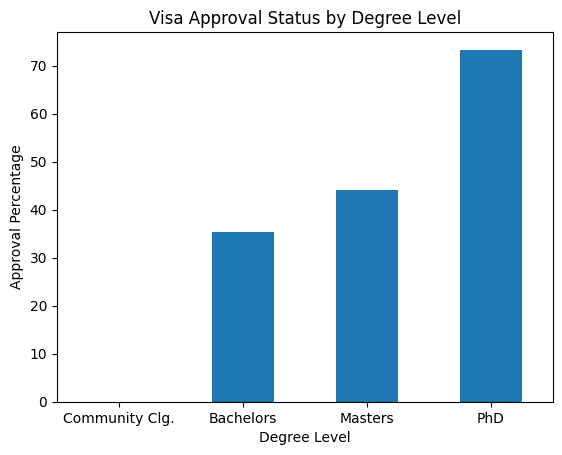 Visa Approval Status by Degree Level
Approval Percentage
70
60
50
40
30
20
10
0
Community Clg.
Bachelors
Masters
PhD
Degree Level